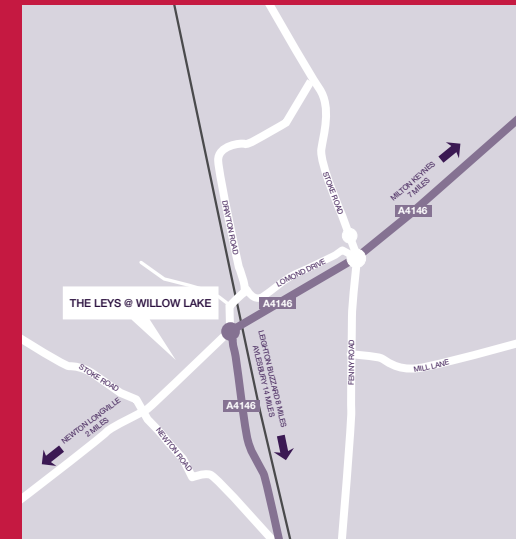 STOKE ROAD
DRAYTON ROAD
MILTON KEYNES
7 MILES
A4146
LOMOND DRIVE
THE LEYS @ WILLOW LAKE
A4146
LEIGHTON BUZZARD 8 MILES
AYLESBURY 14 MILES
FENNY ROAD
MILL LANE
STOKE ROAD
A4146
NEWTON LONGVILLE
2 MILES
NEWTON ROAD